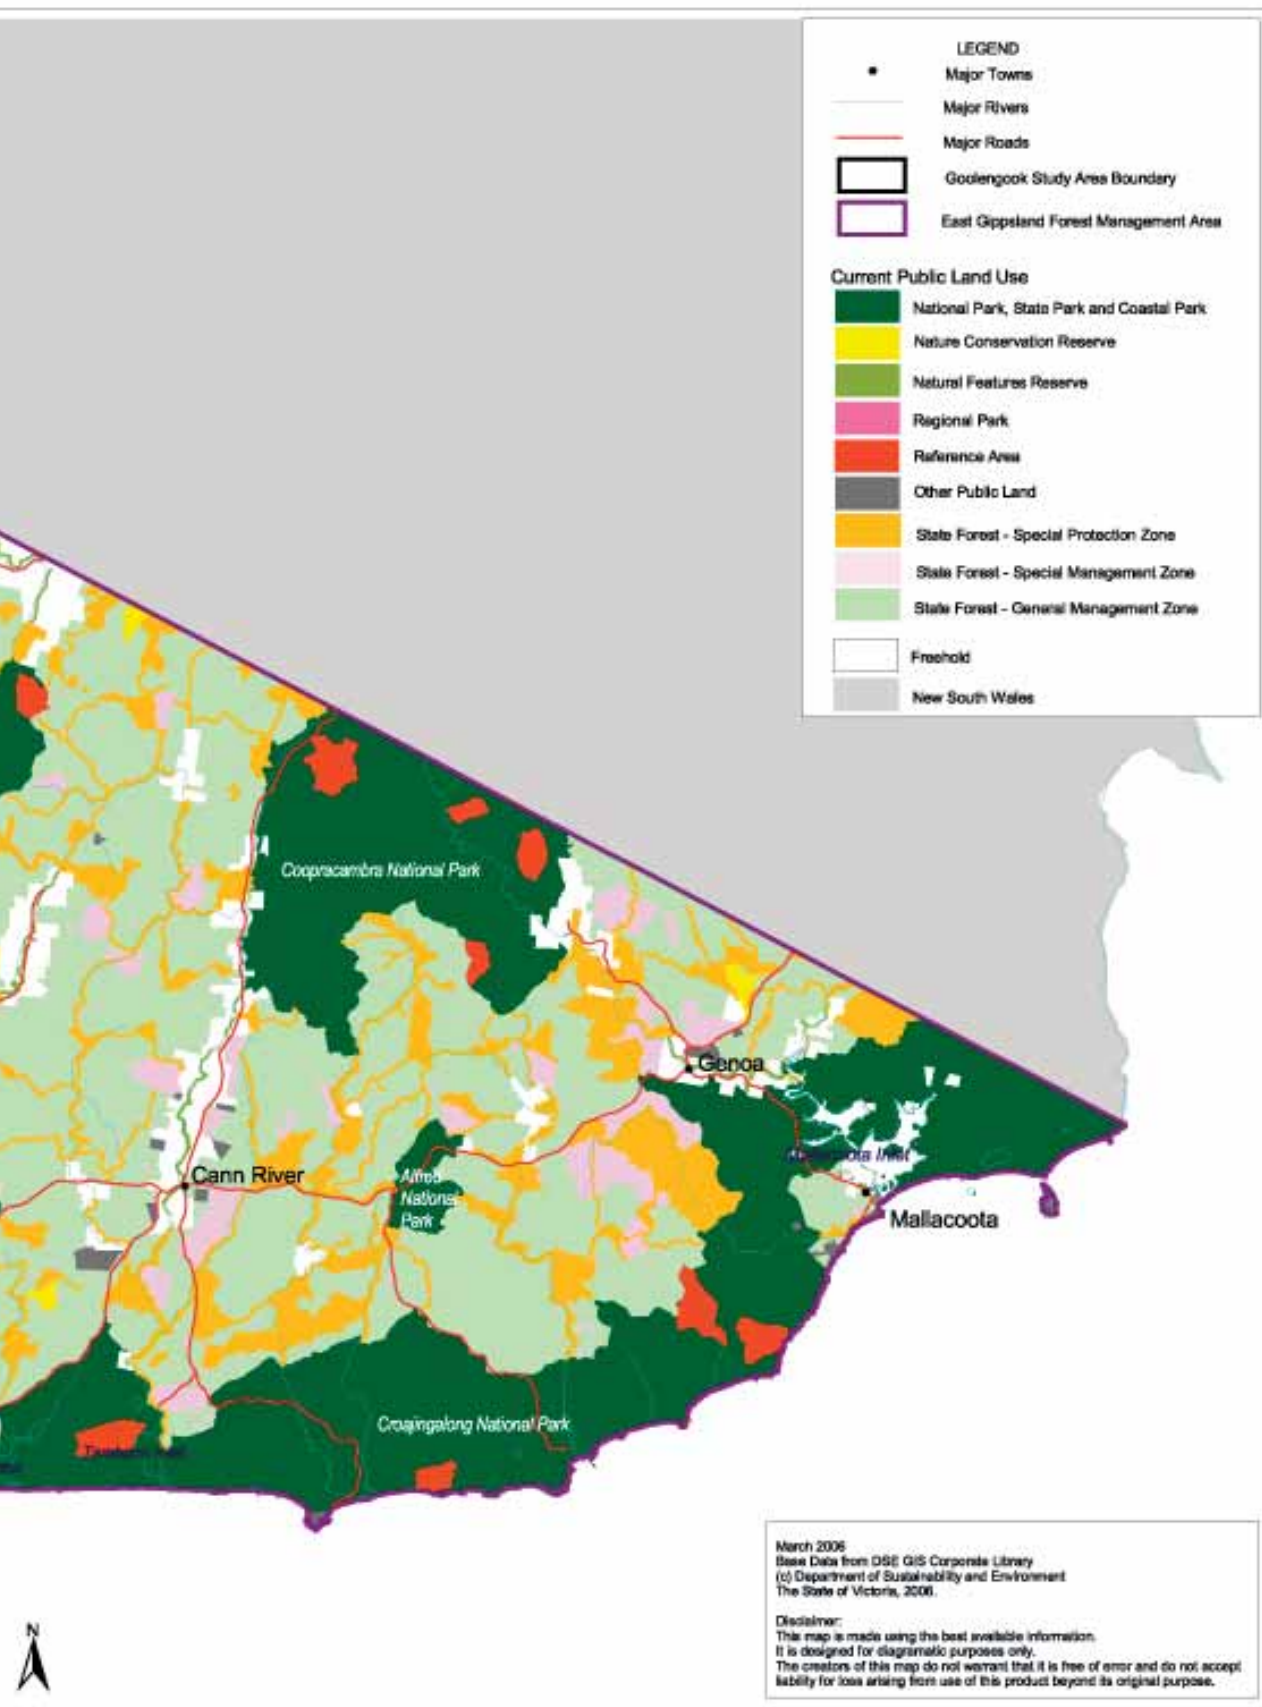 LEGEND
Major Towns
Major Rivers
Major Roads
Goolengook Study Area Boundary
East Gippsland Forest Management Area
Current Public Land Use
National Park, State Park and Coastal Park
Nature Conservation Reserve
Natural Features Reserve
Regional Park
Reference Area
Other Public Land
State Forest - Special Protection Zone
State Forest - Special Management Zone
State Forest - General Management Zone
Freehold
New South Wales
Coopracambra National Park
Genoa
Cann River
Alfred
National
Park
Inlet
Mallacoota
Croajingalong National Park
March 2006
Base Data from DSE GIS Corporate Library
(c) Department of Sustainability and Environment
The State of Victoria, 2006.
Disclaimer:
This map is made using the best available information.
It is designed for diagramatic purposes only.
The creators of this map do not warrant that it is free of error and do not accept
liability for loss arising from use of this product beyond its original purpose.
N